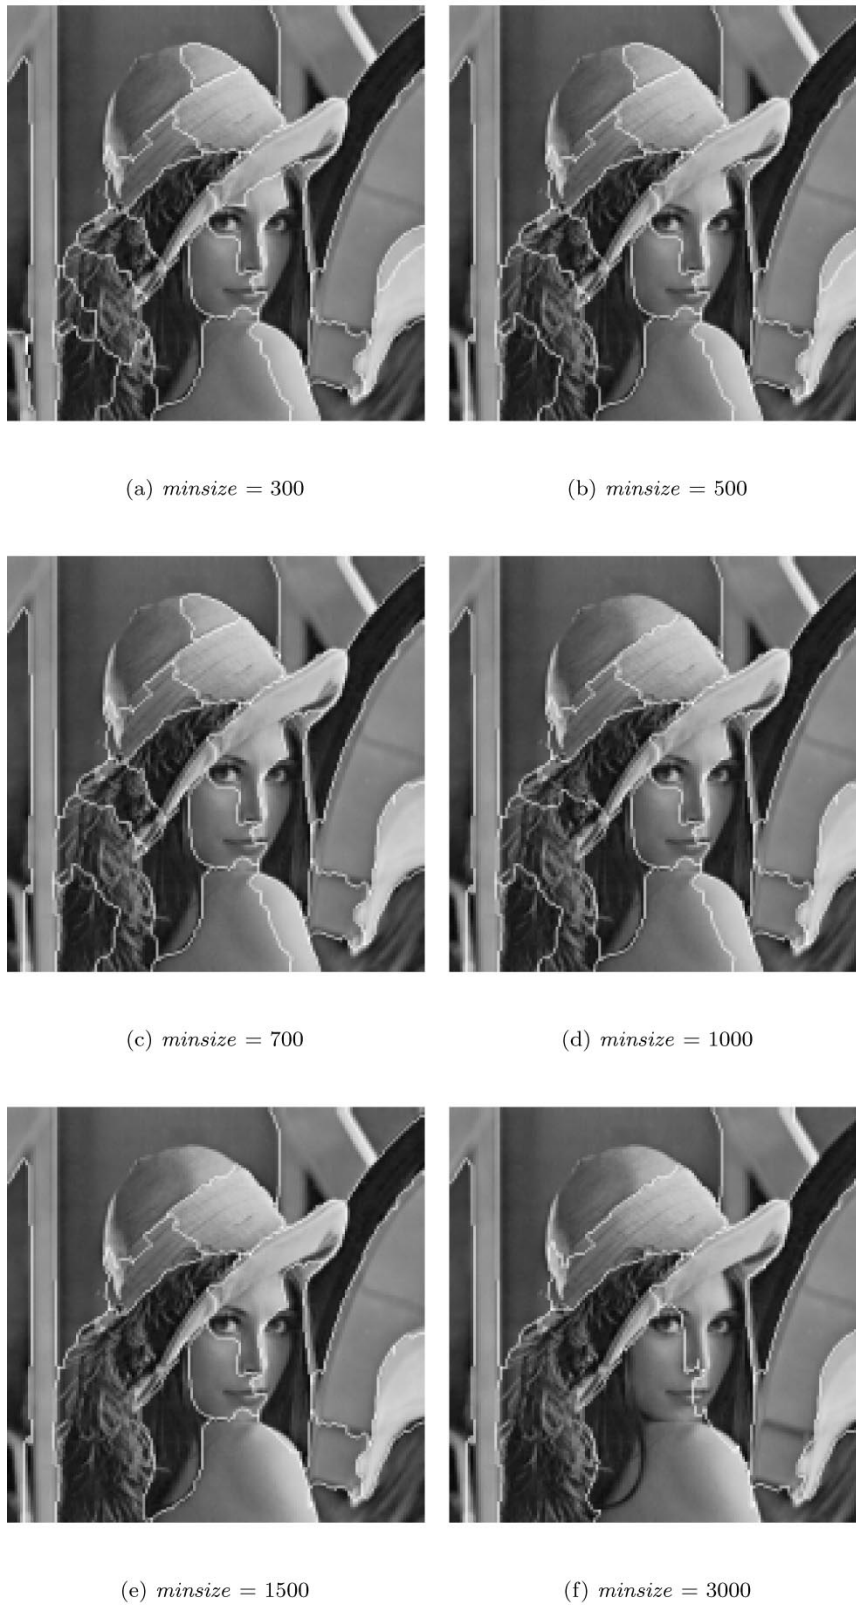 (a) minsize = 300
(b) minsize = 500
(c) minsize = 700
(d) minsize = 1000
(e) minsize = 1500
(f) minsize = 3000